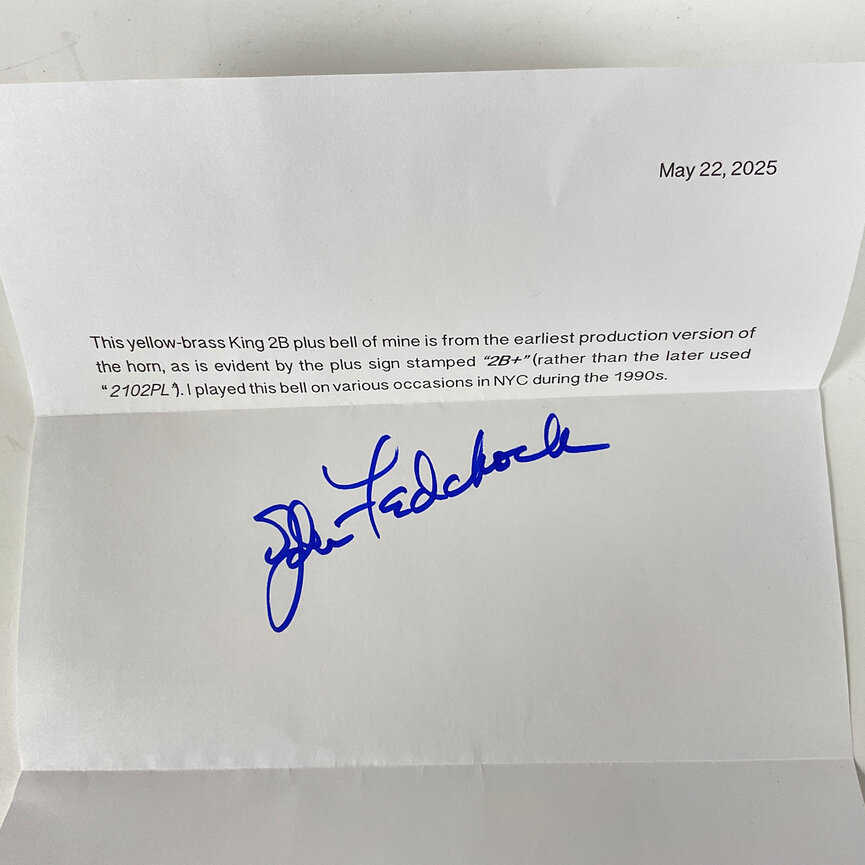 May 22, 2025
This yellow-brass King 2B plus bell of mine is from the earliest production version of
the horn, as is evident by the plus sign stamped “2B+” (rather than the later used
“2102PL”). I played this bell on various occasions in NYC during the 1990s.
John Fedchock